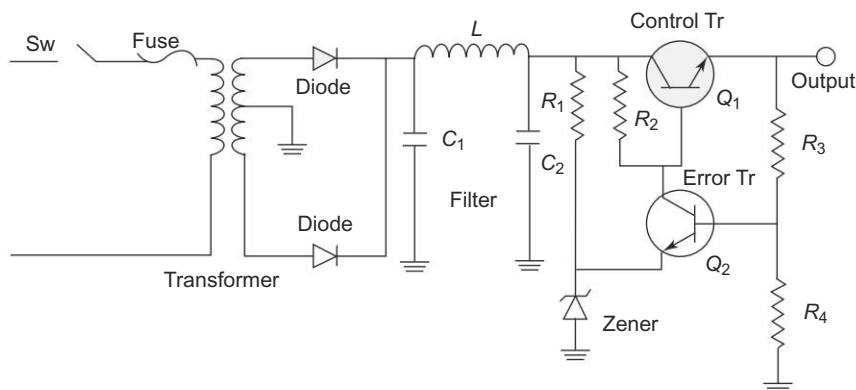 Control Tr
Sw
Fuse
L
Output
Diode
R1
R2
Q1
C1
C2
R3
Error Tr
Diode
Filter
Transformer
Q2
Zener
R4